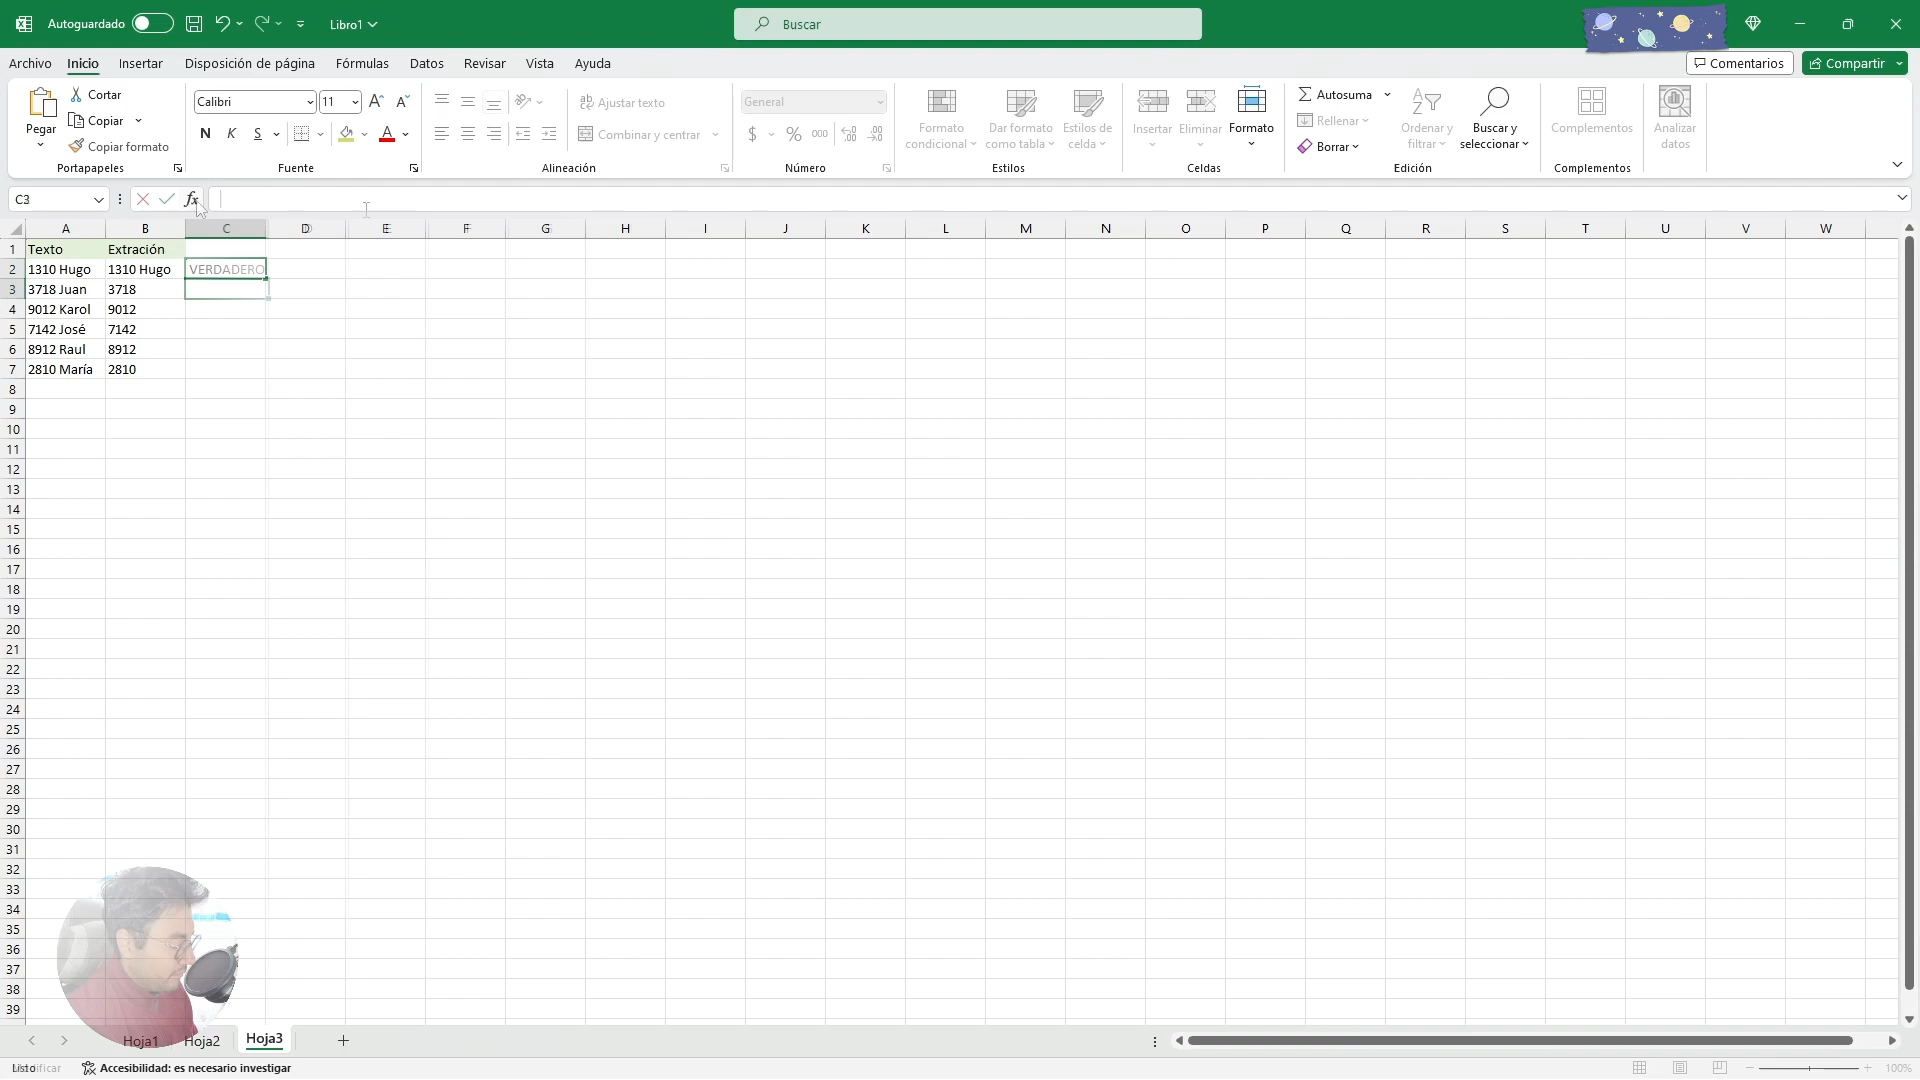 Autoguardado
Libro1
Buscar
Archivo Inicio Insertar Disposición de página Fórmulas Datos Revisar Vista Ayuda
Comentarios
Compartir
Pegar
Cortar
Copiar
Copiar formato
Portapapeles
Calibri
11
N K S
A
Fuente
Ajustar texto
Combinar y centrar
Alineación
General
$ % 000
Número
Formato condicional
Dar formato como tabla
Estilos de celda
Estilos
Insertar
Eliminar
Formato
Celdas
Autosuma
Rellenar
Borrar
Ordenar y filtrar
Buscar y seleccionar
Edición
Complementos
Complementos
Analizar datos
C3
fx
A B C D E F G H I J K L M N O P Q R S T U V W
1 Texto Extracción
2 1310 Hugo 1310 Hugo VERDADERO
3 3718 Juan 3718
4 9012 Karol 9012
5 7142 José 7142
6 8912 Raul 8912
7 2810 María 2810
8
9
10
11
12
13
14
15
16
17
18
19
20
21
22
23
24
25
26
27
28
29
30
31
32
33
34
35
36
37
38
39
Hoja1 Hoja2 Hoja3
Accesibilidad: es necesario investigar
100%